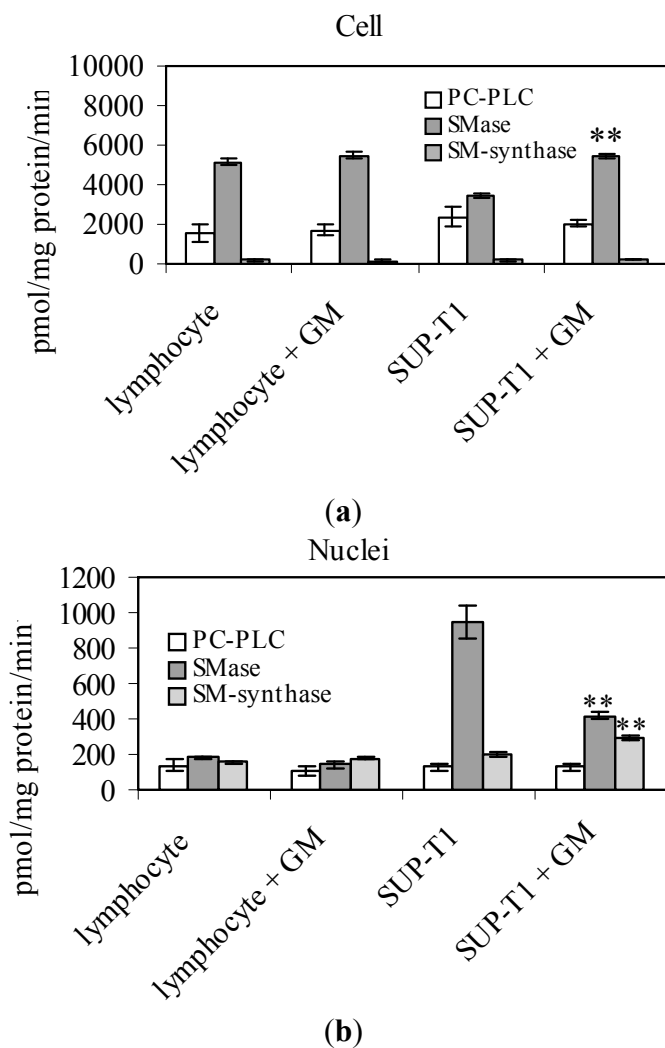 Cell
10000
8000
6000
4000
2000
0
pmol/mg protein/min
PC-PLC
SMase
SM-synthase
**
lymphocyte
lymphocyte + GM
SUP-T1
SUP-T1 + GM
(a)
Nuclei
1200
1000
800
600
400
200
0
pmol/mg protein/min
PC-PLC
SMase
SM-synthase
**
**
lymphocyte
lymphocyte + GM
SUP-T1
SUP-T1 + GM
(b)